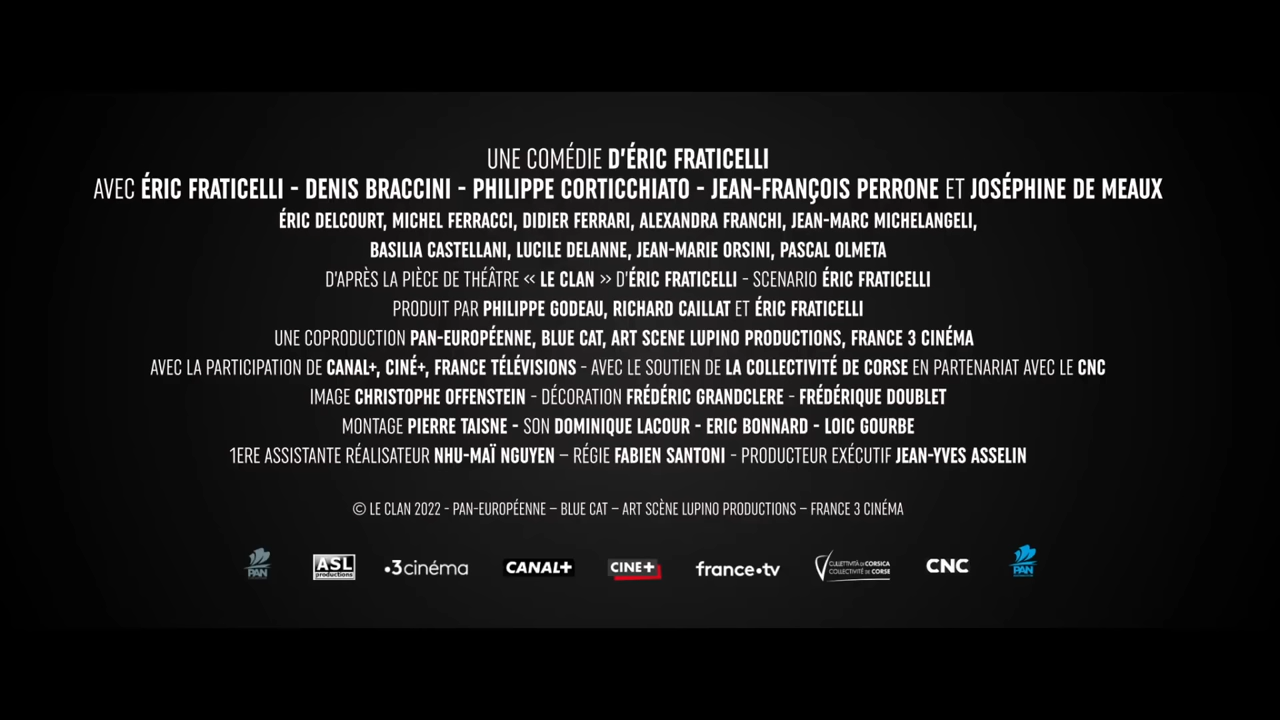 UNE COMÉDIE D'ÉRIC FRATICELLI
AVEC ÉRIC FRATICELLI - DENIS BRACCINI - PHILIPPE CORTICCHIATO - JEAN-FRANÇOIS PERRONE ET JOSÉPHINE DE MEAUX
ÉRIC DELCOURT, MICHEL FERRACCI, DIDIER FERRARI, ALEXANDRA FRANCHI, JEAN-MARC MICHELANGELI,
BASILIA CASTELLANI, LUCILE DELANNE, JEAN-MARIE ORSINI, PASCAL OLMETA
D'APRÈS LA PIÈCE DE THÉÂTRE « LE CLAN » D'ÉRIC FRATICELLI - SCENARIO ÉRIC FRATICELLI
PRODUIT PAR PHILIPPE GODEAU, RICHARD CAILLAT ET ÉRIC FRATICELLI
UNE COPRODUCTION PAN-EUROPÉENNE, BLUE CAT, ART SCENE LUPINO PRODUCTIONS, FRANCE 3 CINÉMA
AVEC LA PARTICIPATION DE CANAL+, CINÉ+, FRANCE TÉLÉVISIONS - AVEC LE SOUTIEN DE LA COLLECTIVITÉ DE CORSE EN PARTENARIAT AVEC LE CNC
IMAGE CHRISTOPHE OFFENSTEIN - DÉCORATION FRÉDÉRIC GRANDCLERE - FRÉDÉRIQUE DOUBLET
MONTAGE PIERRE TAISNE - SON DOMINIQUE LACOUR - ERIC BONNARD - LOIC GOURBE
1ERE ASSISTANTE RÉALISATEUR NHU-MAÏ NGUYEN – RÉGIE FABIEN SANTONI - PRODUCTEUR EXÉCUTIF JEAN-YVES ASSELIN
© LE CLAN 2022 - PAN-EUROPÉENNE – BLUE CAT – ART SCÈNE LUPINO PRODUCTIONS – FRANCE 3 CINÉMA
PAN ASL productions •3cinéma CANAL+ CINE+ france•tv CULLETTIVITÀ DI CORSICA COLLECTIVITÉ DE CORSE CNC PAN